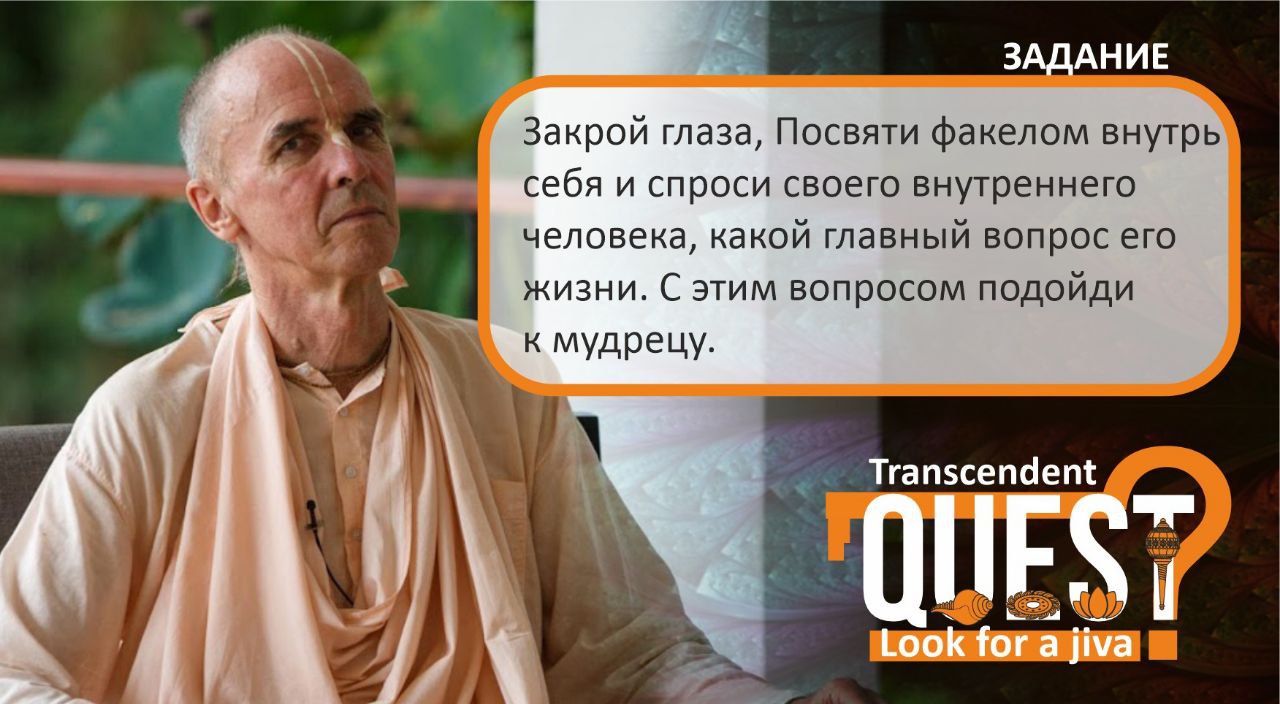 ЗАДАНИЕ
Закрой глаза, Посвяти факелом внутрь
себя и спроси своего внутреннего
человека, какой главный вопрос его
жизни. С этим вопросом подойди
к мудрецу.
Transcendent
QUEST?
Look for a jiva